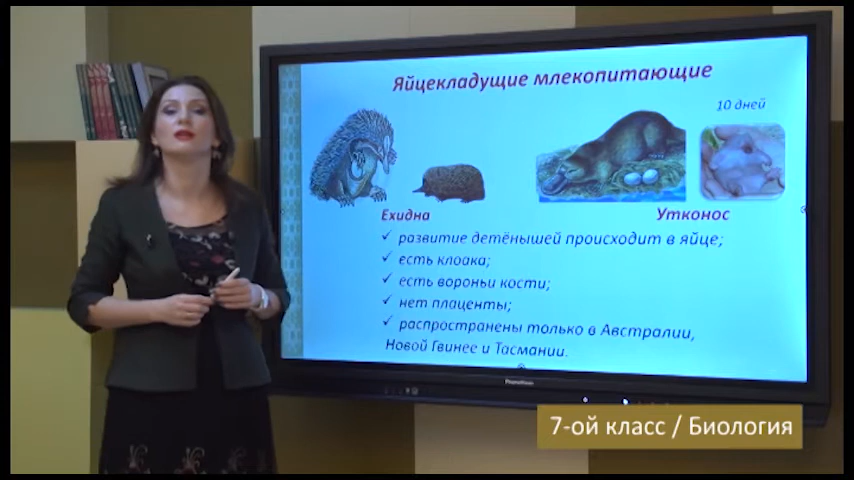 Яйцекладущие млекопитающие
10 дней
Ехидна
Утконос
✓ развитие детёнышей происходит в яйце;
✓ есть клоака;
✓ есть вороньи кости;
✓ нет плаценты;
✓ распространены только в Австралии,
Новой Гвинее и Тасмании.
7-ой класс / Биология